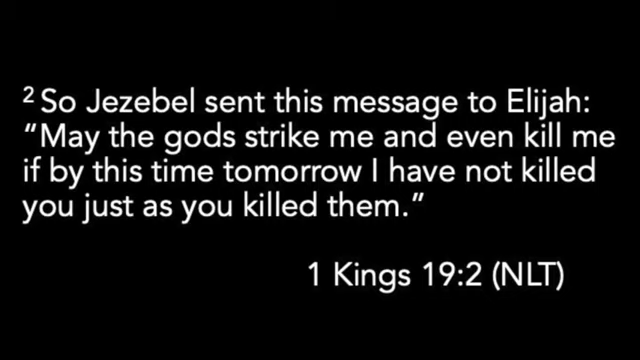 ² So Jezebel sent this message to Elijah:
“May the gods strike me and even kill me
if by this time tomorrow I have not killed
you just as you killed them.”
1 Kings 19:2 (NLT)